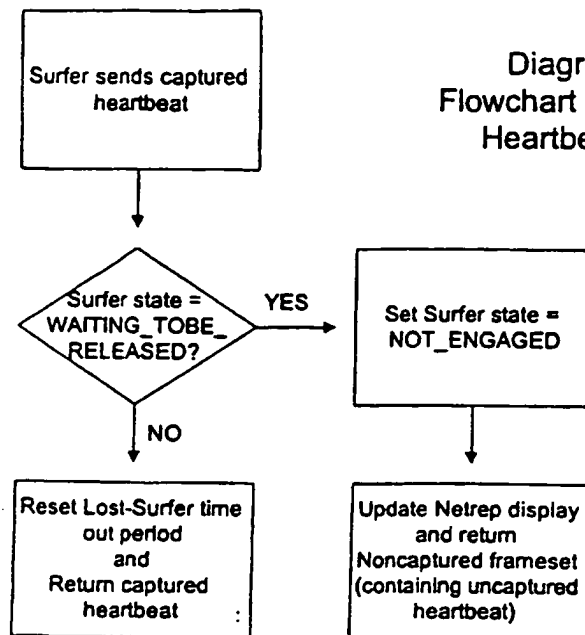 Surfer sends captured
heartbeat
Diagr
Flowchart
Heartbe
Surfer state =
WAITING_TOBE_
RELEASED?
YES
Set Surfer state =
NOT_ENGAGED
NO
Reset Lost-Surfer time
out period
and
Return captured
heartbeat
Update Netrep display
and return
Noncaptured frameset
(containing uncaptured
heartbeat)